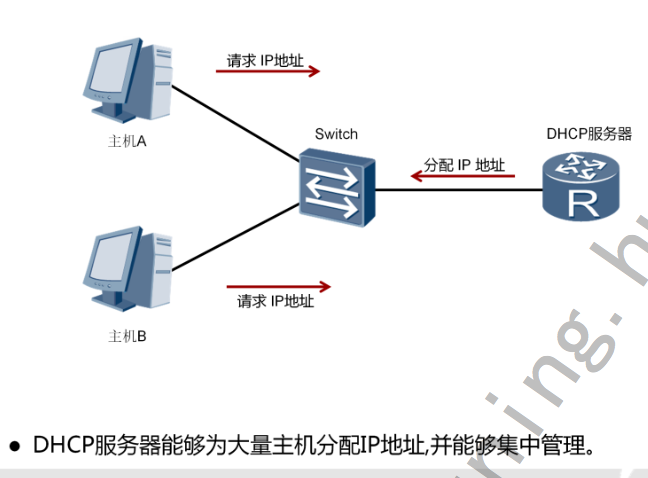 请求 IP地址
Switch
DHCP服务器
主机A
分配 IP 地址
R
请求 IP地址
主机B
● DHCP服务器能够为大量主机分配IP地址,并能够集中管理。
ning. h